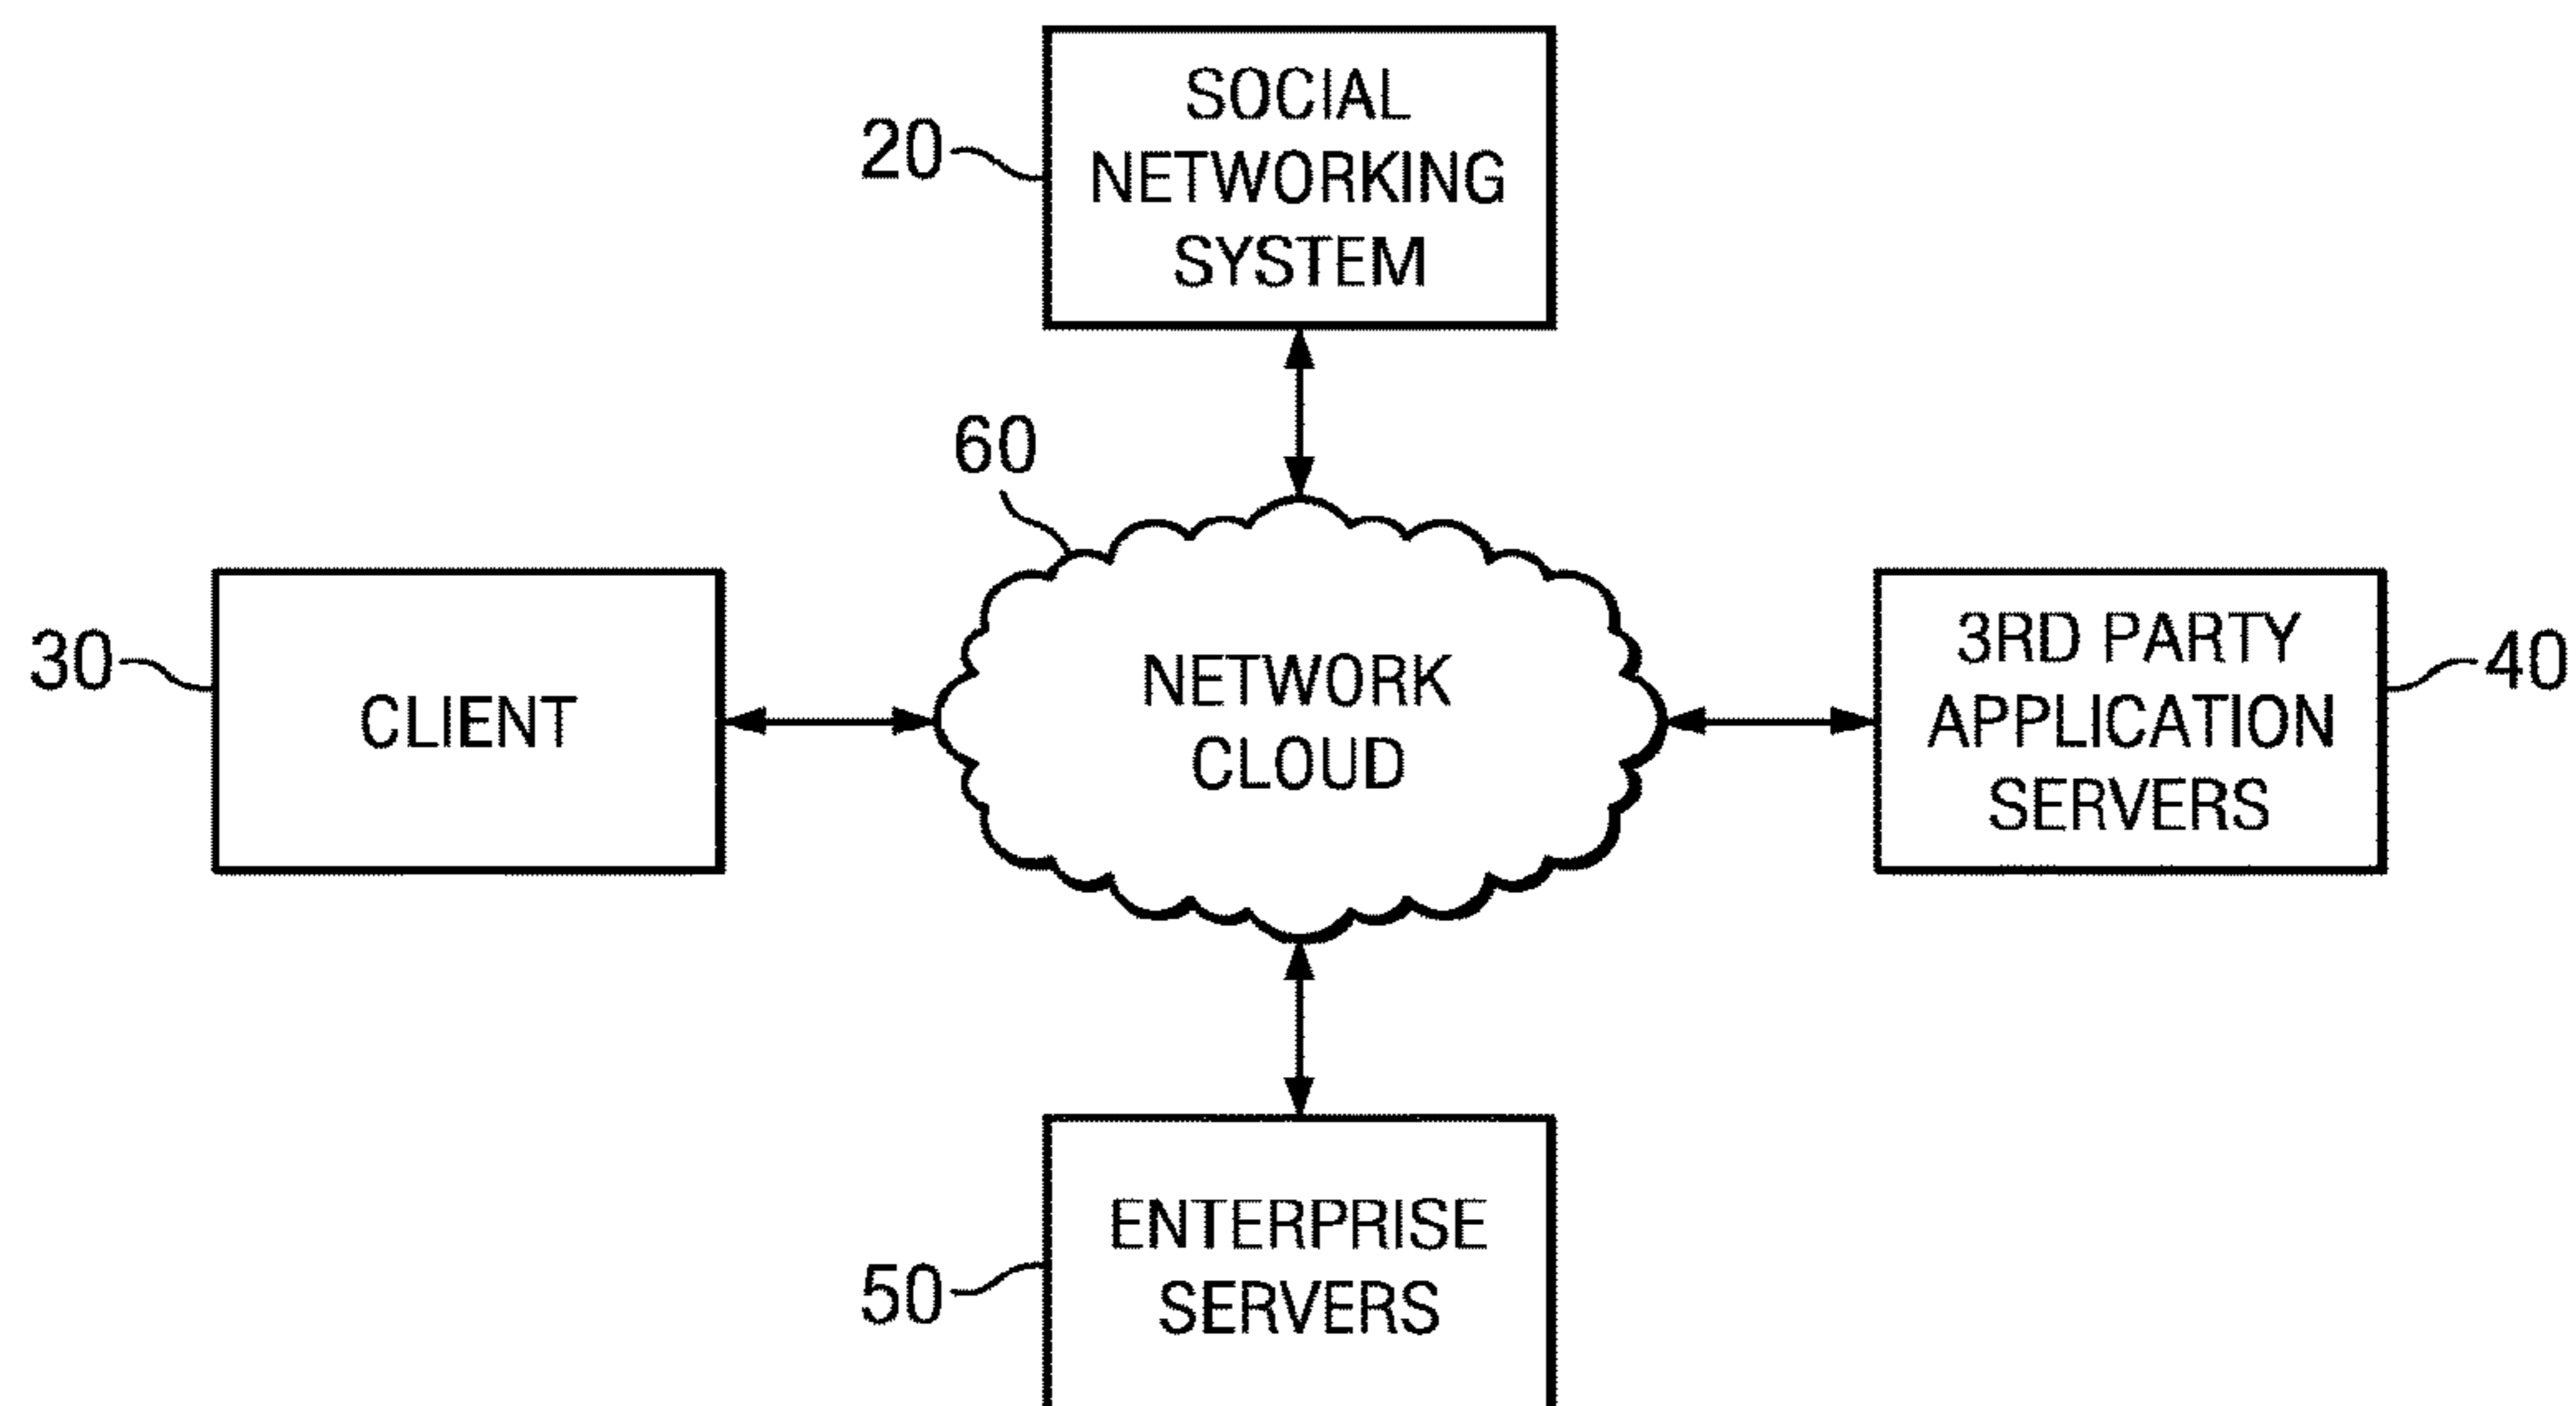 20
SOCIAL
NETWORKING
SYSTEM
60
30
CLIENT
NETWORK
CLOUD
3RD PARTY
APPLICATION
SERVERS
40
50
ENTERPRISE
SERVERS